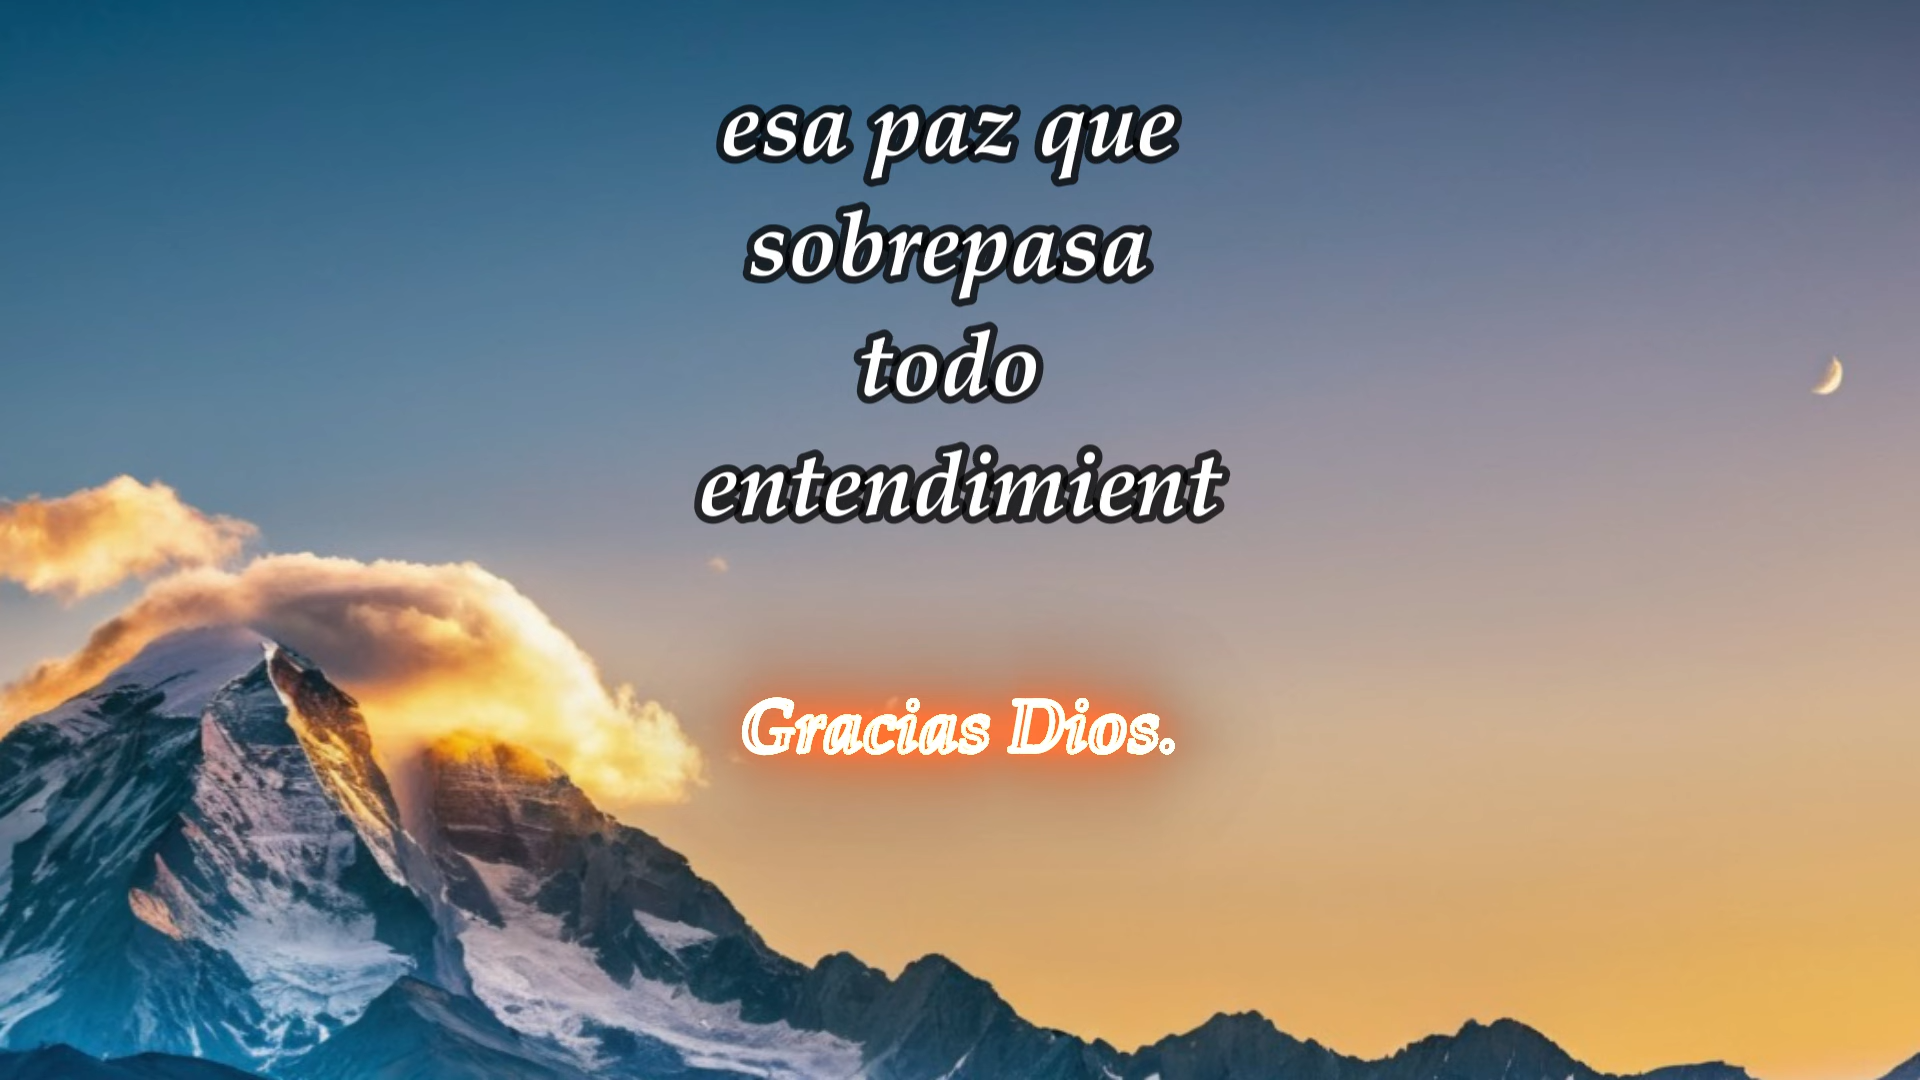 esa paz que
sobrepasa
todo
entendimient
Gracias Dios.